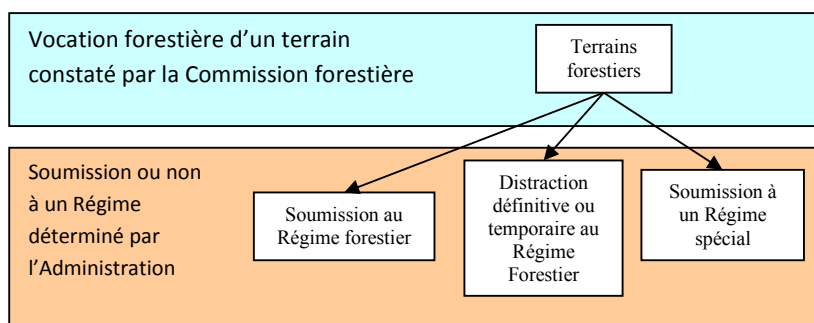 Vocation forestière d'un terrain
constaté par la Commission forestière
Terrains
forestiers
Soumission ou non
à un Régime
déterminé par
l'Administration
Soumission au
Régime forestier
Distraction
définitive ou
temporaire au
Régime
Forestier
Soumission à
un Régime
spécial